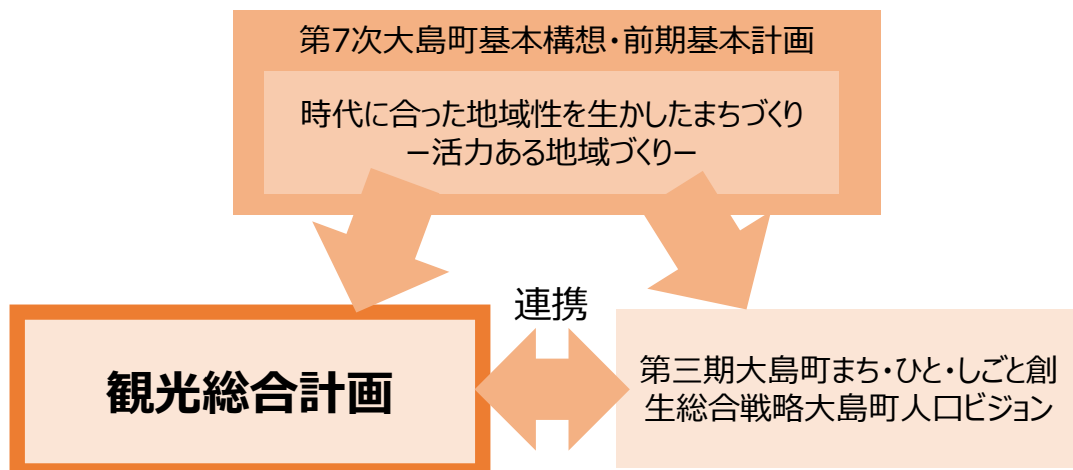 第7次大島町基本構想・前期基本計画
時代に合った地域性を生かしたまちづくり
－活力ある地域づくり－
連携
観光総合計画
第三期大島町まち・ひと・しごと創
生総合戦略大島町人口ビジョン